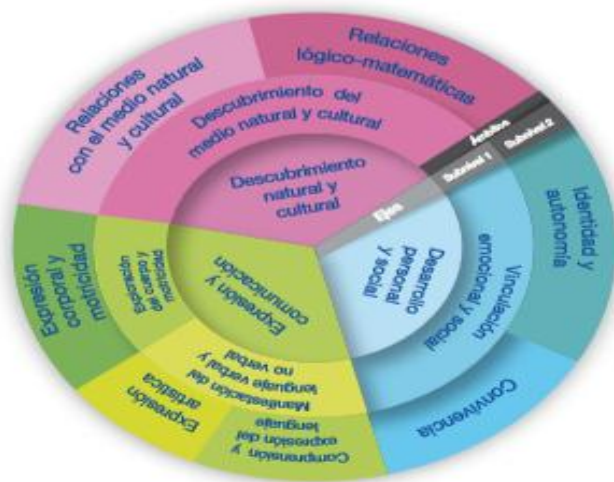 Relaciones
lógico-matemáticas
Relaciones
con el medio natural
y cultural
Descubrimiento del
medio natural y cultural
Descubrimiento
natural y
cultural
Ámbitos
Subnivel 2
Subnivel 1
Ejes
Identidad y
autonomía
Vinculación
emocional y social
Desarrollo
personal
y social
Convivencia
Expresión y
comunicación
Expresión
del cuerpo y
motricidad
Expresión
corporal y
motricidad
Manifestación del
lenguaje verbal y
no verbal
Expresión
artística
Comprensión y
expresión del
lenguaje